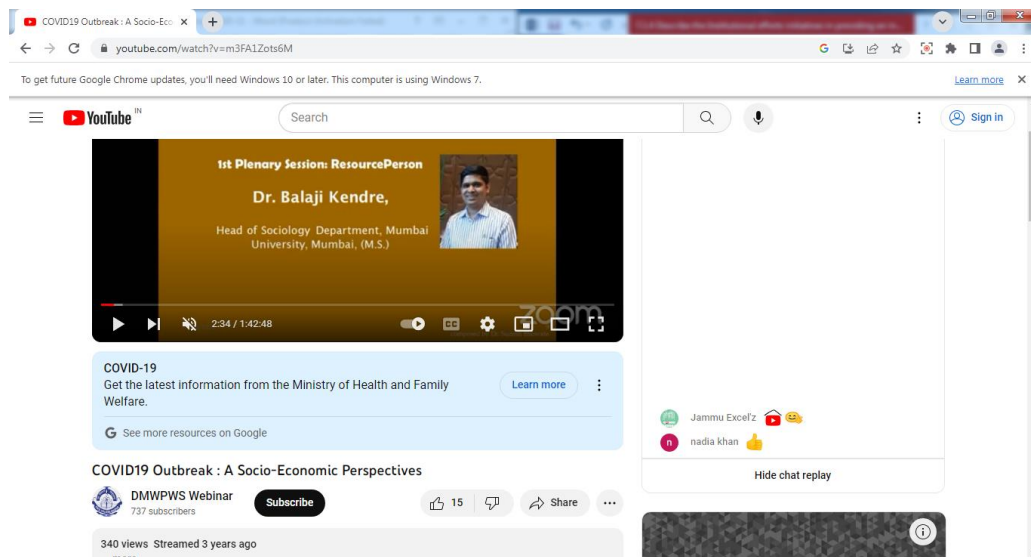 COVID19 Outbreak : A Socio-Eco
youtube.com/watch?v=m3FA1Zots6M
To get future Google Chrome updates, you'll need Windows 10 or later. This computer is using Windows 7.
Learn more
YouTube IN
Search
Sign in
1st Plenary Session: ResourcePerson
Dr. Balaji Kendre,
Head of Sociology Department, Mumbai
University, Mumbai, (M.S.)
zoom
2:34 / 1:42:48
CC
COVID-19
Get the latest information from the Ministry of Health and Family
Welfare.
Learn more
G See more resources on Google
Jammu Excel'z
n nadia khan
Hide chat replay
COVID19 Outbreak : A Socio-Economic Perspectives
DMWPWS Webinar
737 subscribers
Subscribe
15
Share
340 views Streamed 3 years ago